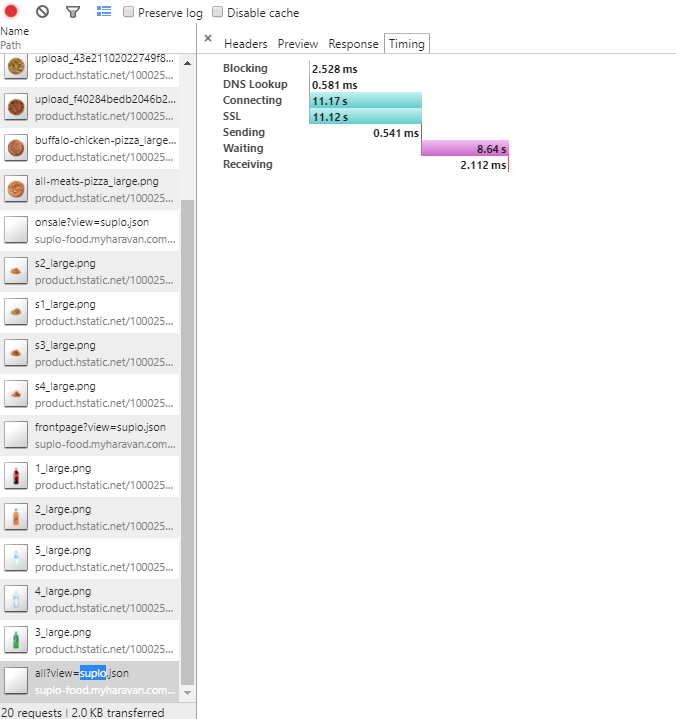 Preserve log Disable cache
Name
Path
× Headers Preview Response Timing
upload_43e21102022749f8...
product.hstatic.net/100025...
upload_f40284bedb2046b2...
product.hstatic.net/100025...
buffalo-chicken-pizza_large...
product.hstatic.net/100025...
all-meats-pizza_large.png
product.hstatic.net/100025...
onsale?view=suplo.json
suplo-food.myharavan.com...
s2_large.png
product.hstatic.net/100025...
s1_large.png
product.hstatic.net/100025...
s3_large.png
product.hstatic.net/100025...
s4_large.png
product.hstatic.net/100025...
frontpage?view=suplo.json
suplo-food.myharavan.com...
1_large.png
product.hstatic.net/100025...
2_large.png
product.hstatic.net/100025...
5_large.png
product.hstatic.net/100025...
4_large.png
product.hstatic.net/100025...
3_large.png
product.hstatic.net/100025...
all?view=suplo.json
suplo-food.myharavan.com...
20 requests | 2.0 KB transferred
Blocking 2.528 ms
DNS Lookup 0.581 ms
Connecting 11.17 s
SSL 11.12 s
Sending 0.541 ms
Waiting 8.64 s
Receiving 2.112 ms